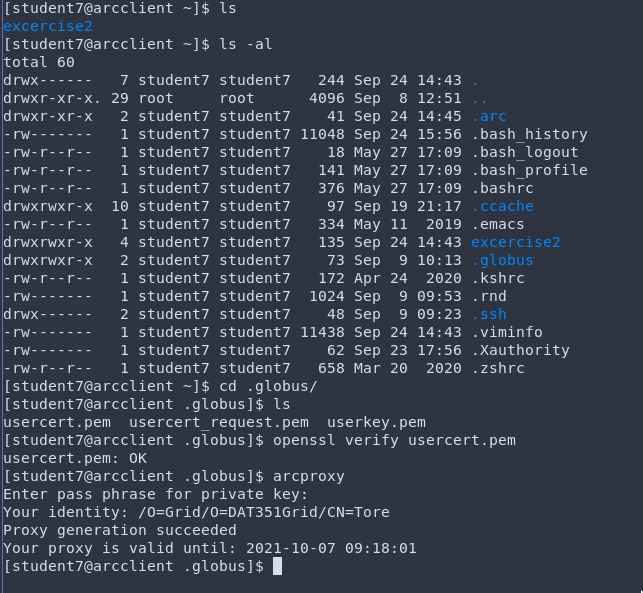 [student7@arcclient ~]$ ls
excercise2
[student7@arcclient ~]$ ls -al
total 60
drwx------   7 student7 student7   244 Sep 24 14:43 .
drwxr-xr-x. 29 root     root      4096 Sep  8 12:51 ..
drwxr-xr-x   2 student7 student7    41 Sep 24 14:45 .arc
-rw-------   1 student7 student7 11048 Sep 24 15:56 .bash_history
-rw-r--r--   1 student7 student7    18 May 27 17:09 .bash_logout
-rw-r--r--   1 student7 student7   141 May 27 17:09 .bash_profile
-rw-r--r--   1 student7 student7   376 May 27 17:09 .bashrc
drwxrwxr-x  10 student7 student7    97 Sep 19 21:17 .ccache
-rw-r--r--   1 student7 student7   334 May 11  2019 .emacs
drwxrwxr-x   4 student7 student7   135 Sep 24 14:43 excercise2
drwxrwxr-x   2 student7 student7    73 Sep  9 10:13 .globus
-rw-r--r--   1 student7 student7   172 Apr 24  2020 .kshrc
-rw-------   1 student7 student7  1024 Sep  9 09:53 .rnd
drwx------   2 student7 student7    48 Sep  9 09:23 .ssh
-rw-------   1 student7 student7 11438 Sep 24 14:43 .viminfo
-rw-------   1 student7 student7    62 Sep 23 17:56 .Xauthority
-rw-r--r--   1 student7 student7   658 Mar 20  2020 .zshrc
[student7@arcclient ~]$ cd .globus/
[student7@arcclient .globus]$ ls
usercert.pem  usercert_request.pem  userkey.pem
[student7@arcclient .globus]$ openssl verify usercert.pem
usercert.pem: OK
[student7@arcclient .globus]$ arcproxy
Enter pass phrase for private key:
Your identity: /O=Grid/O=DAT351Grid/CN=Tore
Proxy generation succeeded
Your proxy is valid until: 2021-10-07 09:18:01
[student7@arcclient .globus]$